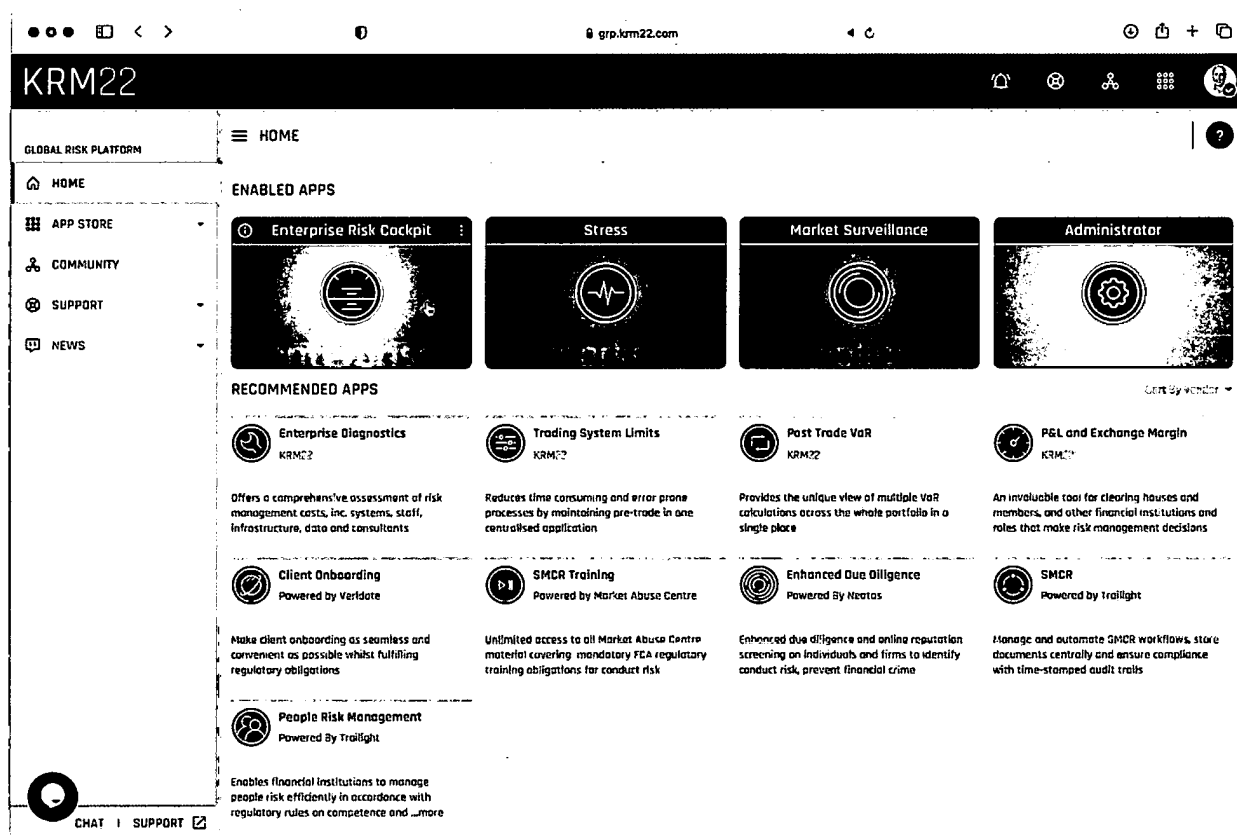 grp.krm22.com
KRM22
GLOBAL RISK PLATFORM
HOME
APP STORE
COMMUNITY
SUPPORT
NEWS
HOME
?
ENABLED APPS
Enterprise Risk Cockpit
Stress
Market Surveillance
Administrator
RECOMMENDED APPS
Sort By Vendor
Enterprise Diagnostics
KRM22
Offers a comprehensive assessment of risk
management costs, inc. systems, staff,
infrastructure, data and consultants
Trading System Limits
KRM22
Reduces time consuming and error prone
processes by maintaining pre-trade in one
centralised application
Post Trade VaR
KRM22
Provides the unique view of multiple VaR
calculations across the whole portfolio in a
single place
P&L and Exchange Margin
KRM22
An invaluable tool for clearing houses and
members, and other financial institutions and
roles that make risk management decisions
Client Onboarding
Powered by Veridate
Make client onboarding as seamless and
convenient as possible whilst fulfilling
regulatory obligations
SMCR Training
Powered by Market Abuse Centre
Unlimited access to all Market Abuse Centre
material covering mandatory FCA regulatory
training obligations for conduct risk
Enhanced Due Diligence
Powered By Neotas
Enhanced due diligence and online reputation
screening on individuals and firms to identify
conduct risk, prevent financial crime
SMCR
Powered by Trailight
Manage and automate SMCR workflows, store
documents centrally and ensure compliance
with time-stamped audit trails
People Risk Management
Powered By Trailight
Enables financial institutions to manage
people risk efficiently in accordance with
regulatory rules on competence and ...more
CHAT | SUPPORT